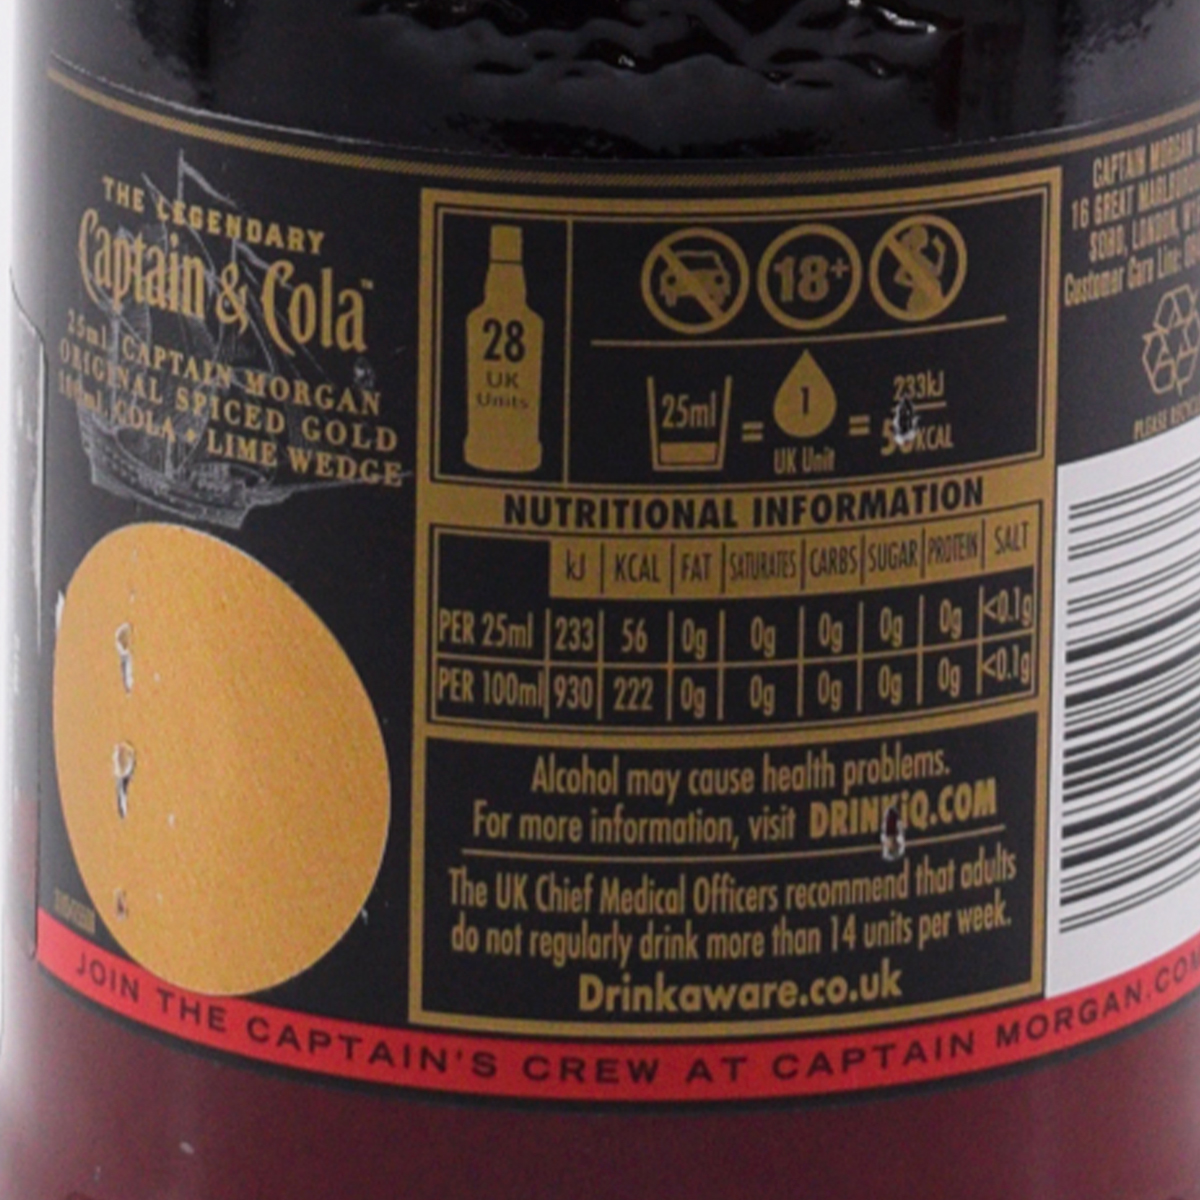 THE LEGENDARY
Captain & Cola™
25ml CAPTAIN MORGAN
ORIGINAL SPICED GOLD
100ml COLA • LIME WEDGE
28
UK
Units
18+
25ml = 1 = 233kJ
KCAL
UK Unit
NUTRITIONAL INFORMATION
kJ KCAL FAT SATURATES CARBS SUGAR PROTEIN SALT
PER 25ml 233 56 0g 0g 0g 0g 0g <0.1g
PER 100ml 930 222 0g 0g 0g 0g 0g <0.1g
Alcohol may cause health problems.
For more information, visit DRINKiQ.COM
The UK Chief Medical Officers recommend that adults
do not regularly drink more than 14 units per week.
Drinkaware.co.uk
CAPTAIN MORGAN
16 GREAT
SOHO, LONDON,
Customer Care Line:
PLEASE
JOIN THE CAPTAIN'S CREW AT CAPTAIN MORGAN.COM